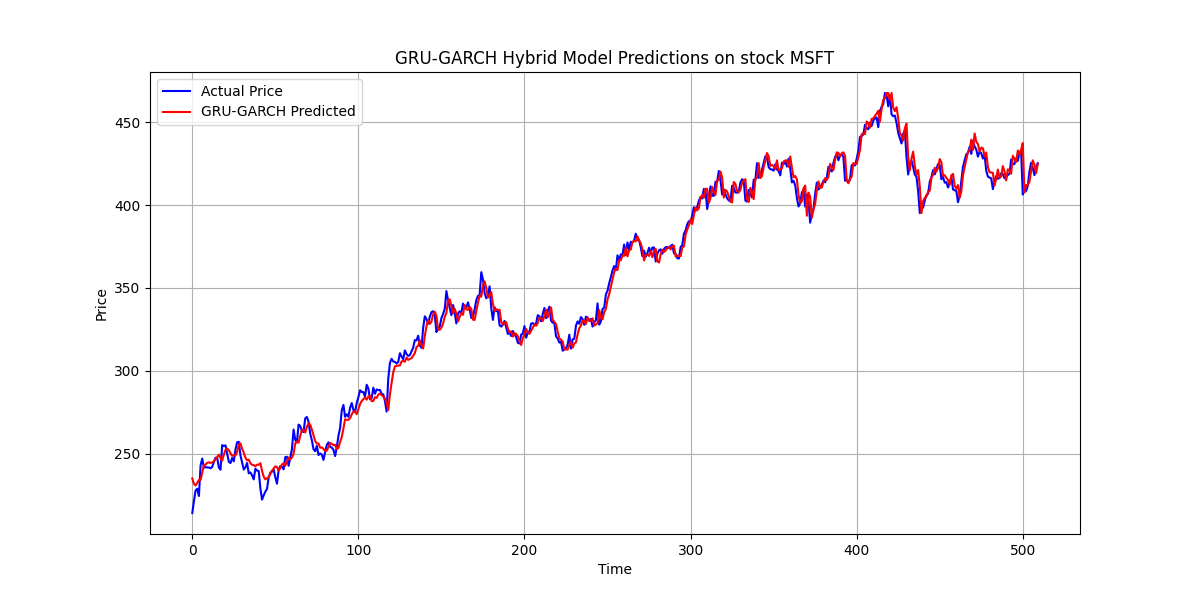 GRU-GARCH Hybrid Model Predictions on stock MSFT
Actual Price
GRU-GARCH Predicted
450
400
350
300
250
Price
0 100 200 300 400 500
Time